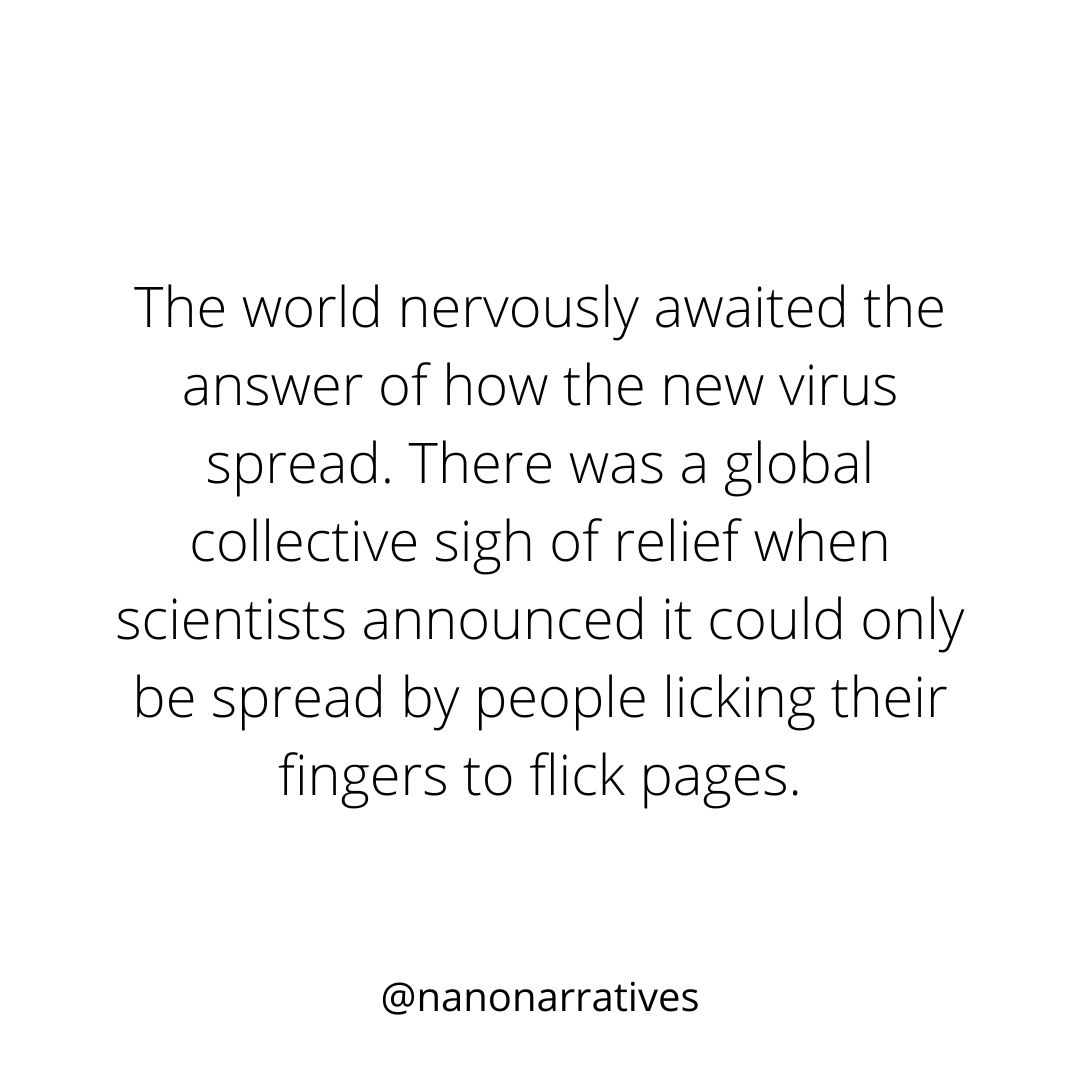 The world nervously awaited the
answer of how the new virus
spread. There was a global
collective sigh of relief when
scientists announced it could only
be spread by people licking their
fingers to flick pages.
@nanonarratives